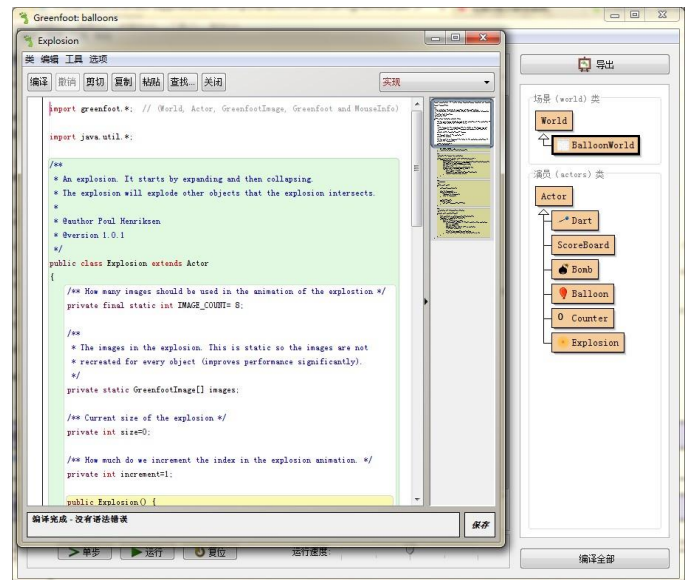 Greenfoot: balloons
Explosion
类 编辑 工具 选项
编译 撤消 剪切 复制 粘贴 查找... 关闭 实现
import greenfoot.*;  // (World, Actor, GreenfootImage, Greenfoot and MouseInfo)
import java.util.*;
/**
* An explosion. It starts by expanding and then collapsing.
* The explosion will explode other objects that the explosion intersects.
*
* @author Poul Henriksen
* @version 1.0.1
*/
public class Explosion extends Actor
{
/** How many images should be used in the animation of the explostion */
private final static int IMAGE_COUNT= 8;
/**
* The images in the explosion. This is static so the images are not
* recreated for every object (improves performance significantly).
*/
private static GreenfootImage[] images;
/** Current size of the explosion */
private int size=0;
/** How much do we increment the index in the explosion animation. */
private int increment=1;
public Explosion() {
编译完成 - 没有语法错误
保存
导出
场景 (world) 类
World
BalloonWorld
演员 (actors) 类
Actor
Dart
ScoreBoard
Bomb
Balloon
0 Counter
Explosion
单步 运行 复位 运行速度:
编译全部